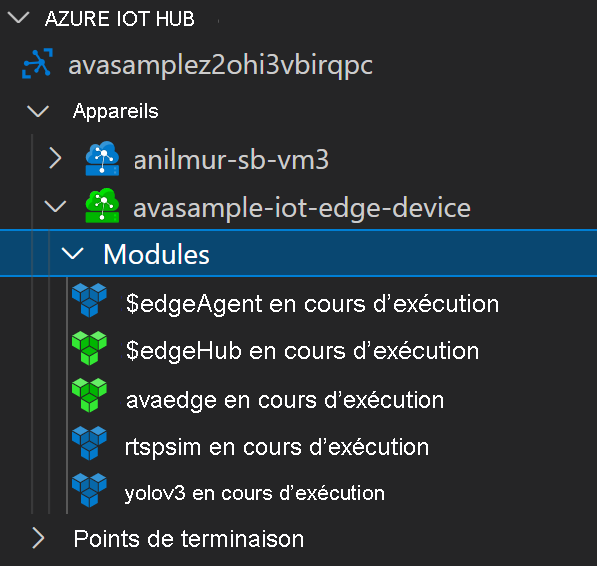 AZURE IOT HUB
avasamplez2ohi3vbirqpc
Appareils
anilmur-sb-vm3
avasample-iot-edge-device
Modules
$edgeAgent en cours d’exécution
$edgeHub en cours d’exécution
avaedge en cours d’exécution
rtspsim en cours d’exécution
yolov3 en cours d’exécution
Points de terminaison